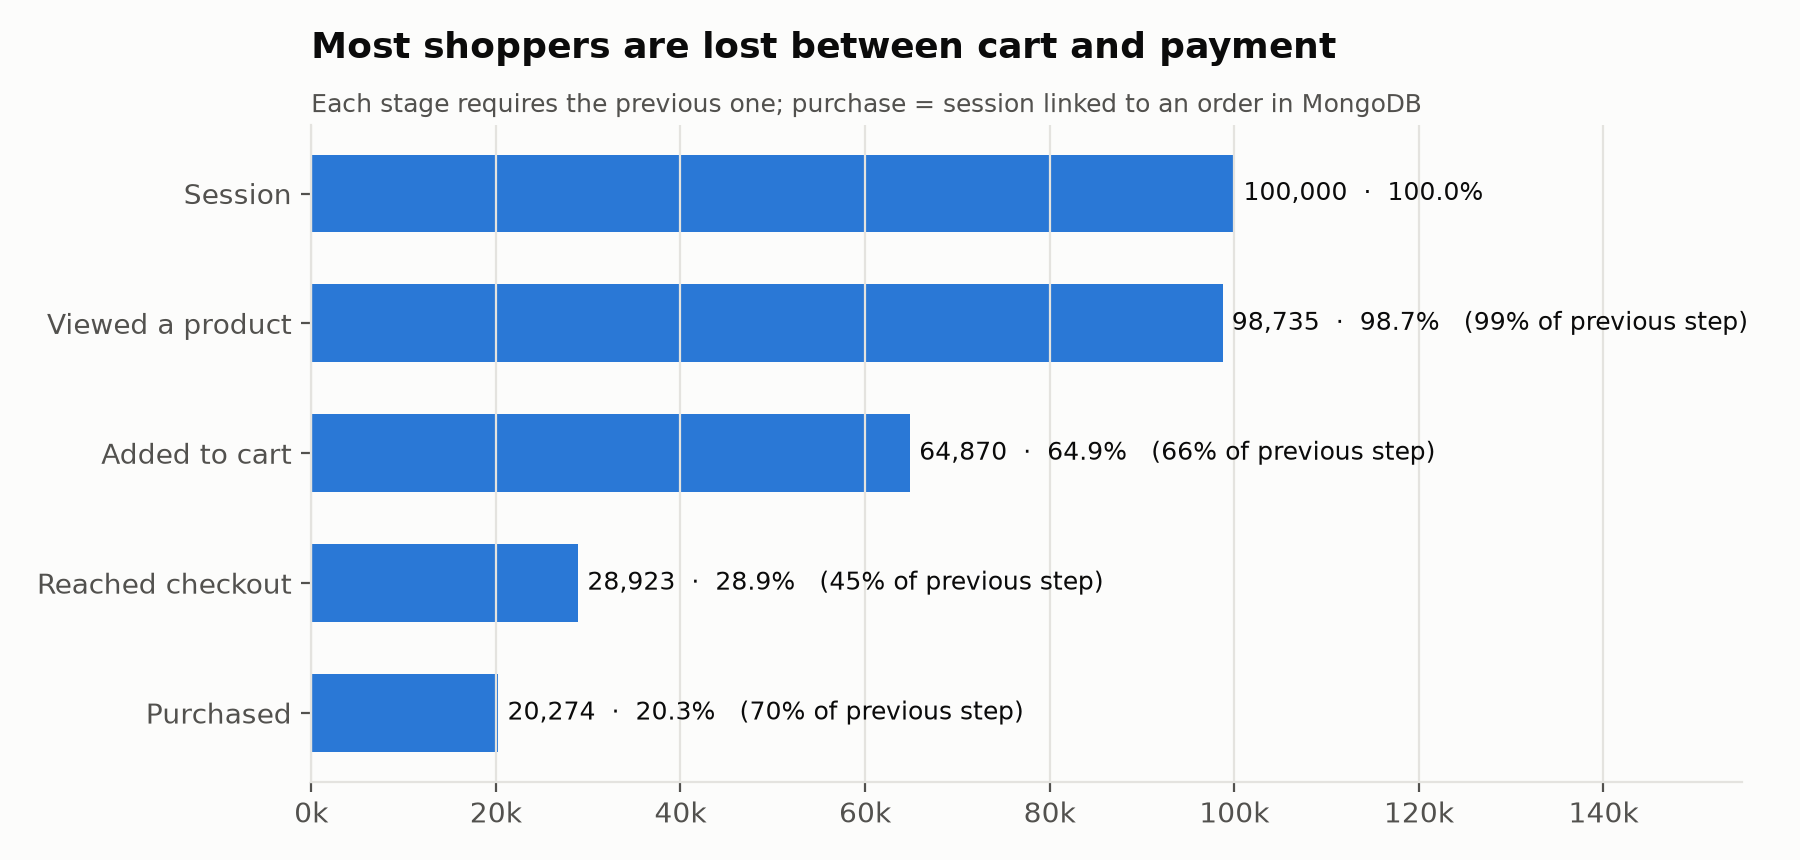 Most shoppers are lost between cart and payment
Each stage requires the previous one; purchase = session linked to an order in MongoDB
Session
100,000 · 100.0%
Viewed a product
98,735 · 98.7% (99% of previous step)
Added to cart
64,870 · 64.9% (66% of previous step)
Reached checkout
28,923 · 28.9% (45% of previous step)
Purchased
20,274 · 20.3% (70% of previous step)
0k 20k 40k 60k 80k 100k 120k 140k